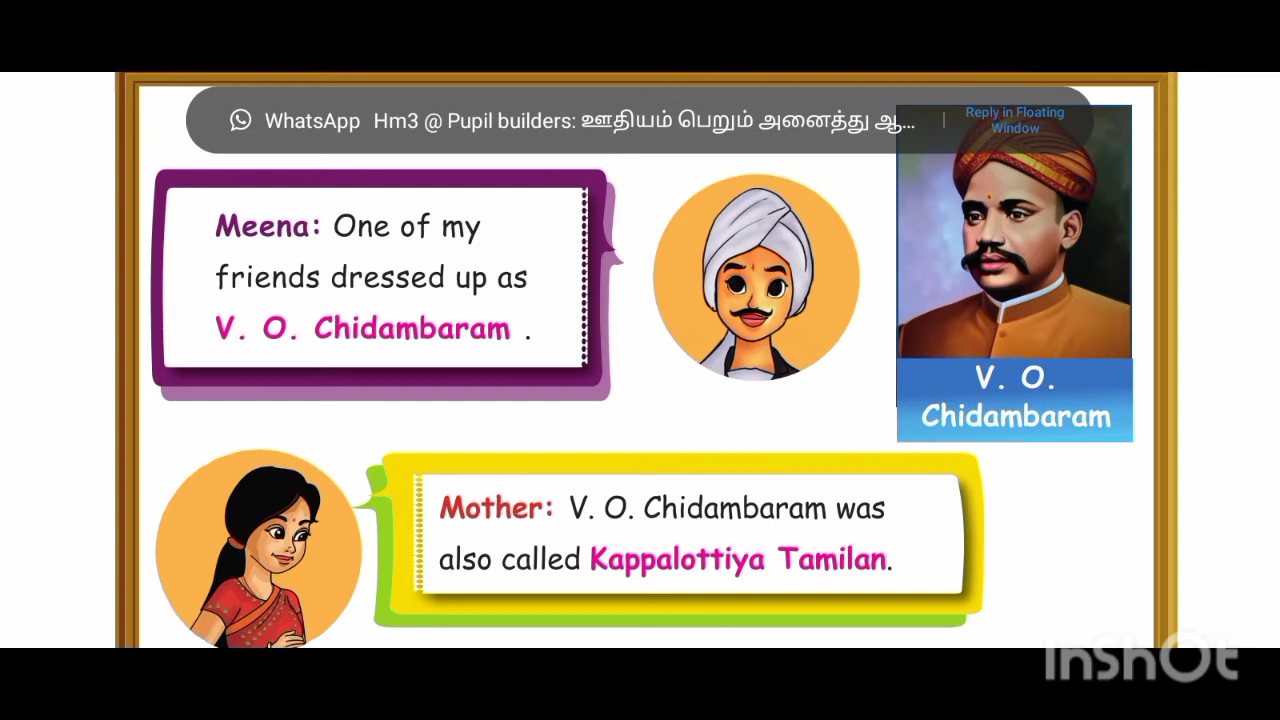 WhatsApp Hm3 @ Pupil builders: ஊதியம் பெறும் அனைத்து ஆ...
Reply in Floating
Window
Meena: One of my
friends dressed up as
V. O. Chidambaram .
V. O.
Chidambaram
Mother: V. O. Chidambaram was
also called Kappalottiya Tamilan.
InShOt